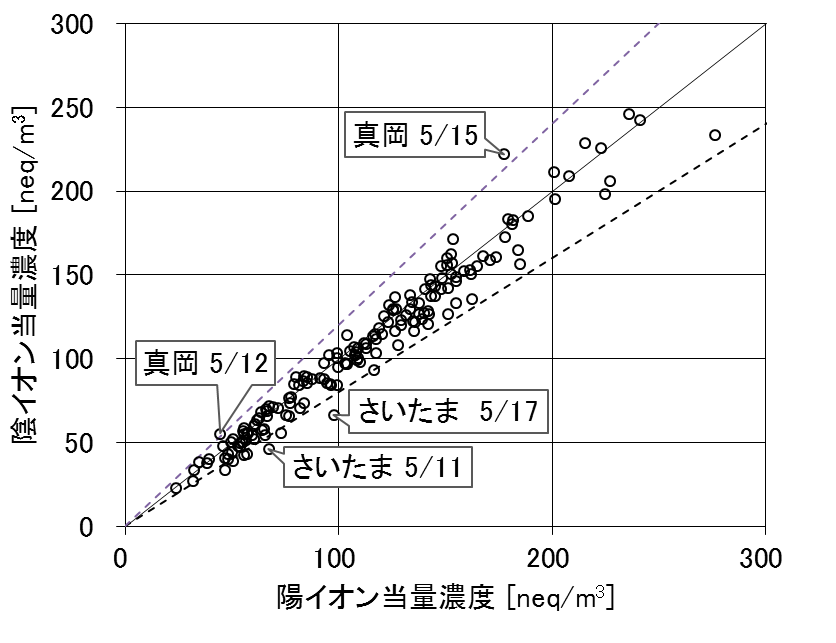 300
250
200
150
100
50
0
陰イオン当量濃度 [neq/m³]
真岡 5/15
真岡 5/12
さいたま 5/17
さいたま 5/11
0 100 200 300
陽イオン当量濃度 [neq/m³]